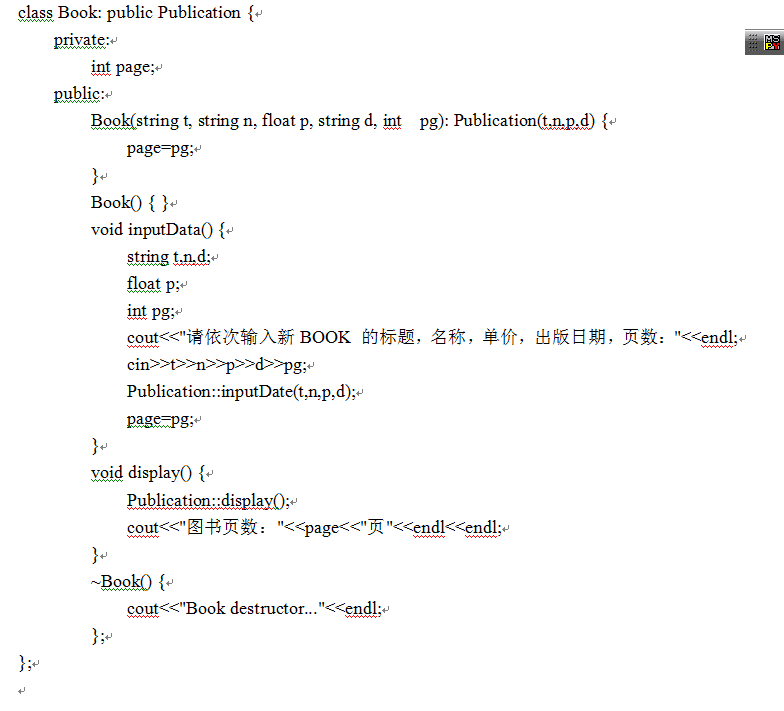 class Book: public Publication {
private:
int page;
public:
Book(string t, string n, float p, string d, int pg): Publication(t,n,p,d) {
page=pg;
}
Book() { }
void inputData() {
string t,n,d;
float p;
int pg;
cout<<"请依次输入新 BOOK 的标题，名称，单价，出版日期，页数："<<endl;
cin>>t>>n>>p>>d>>pg;
Publication::inputDate(t,n,p,d);
page=pg;
}
void display() {
Publication::display();
cout<<"图书页数："<<page<<"页"<<endl<<endl;
}
~Book() {
cout<<"Book destructor..."<<endl;
};
};